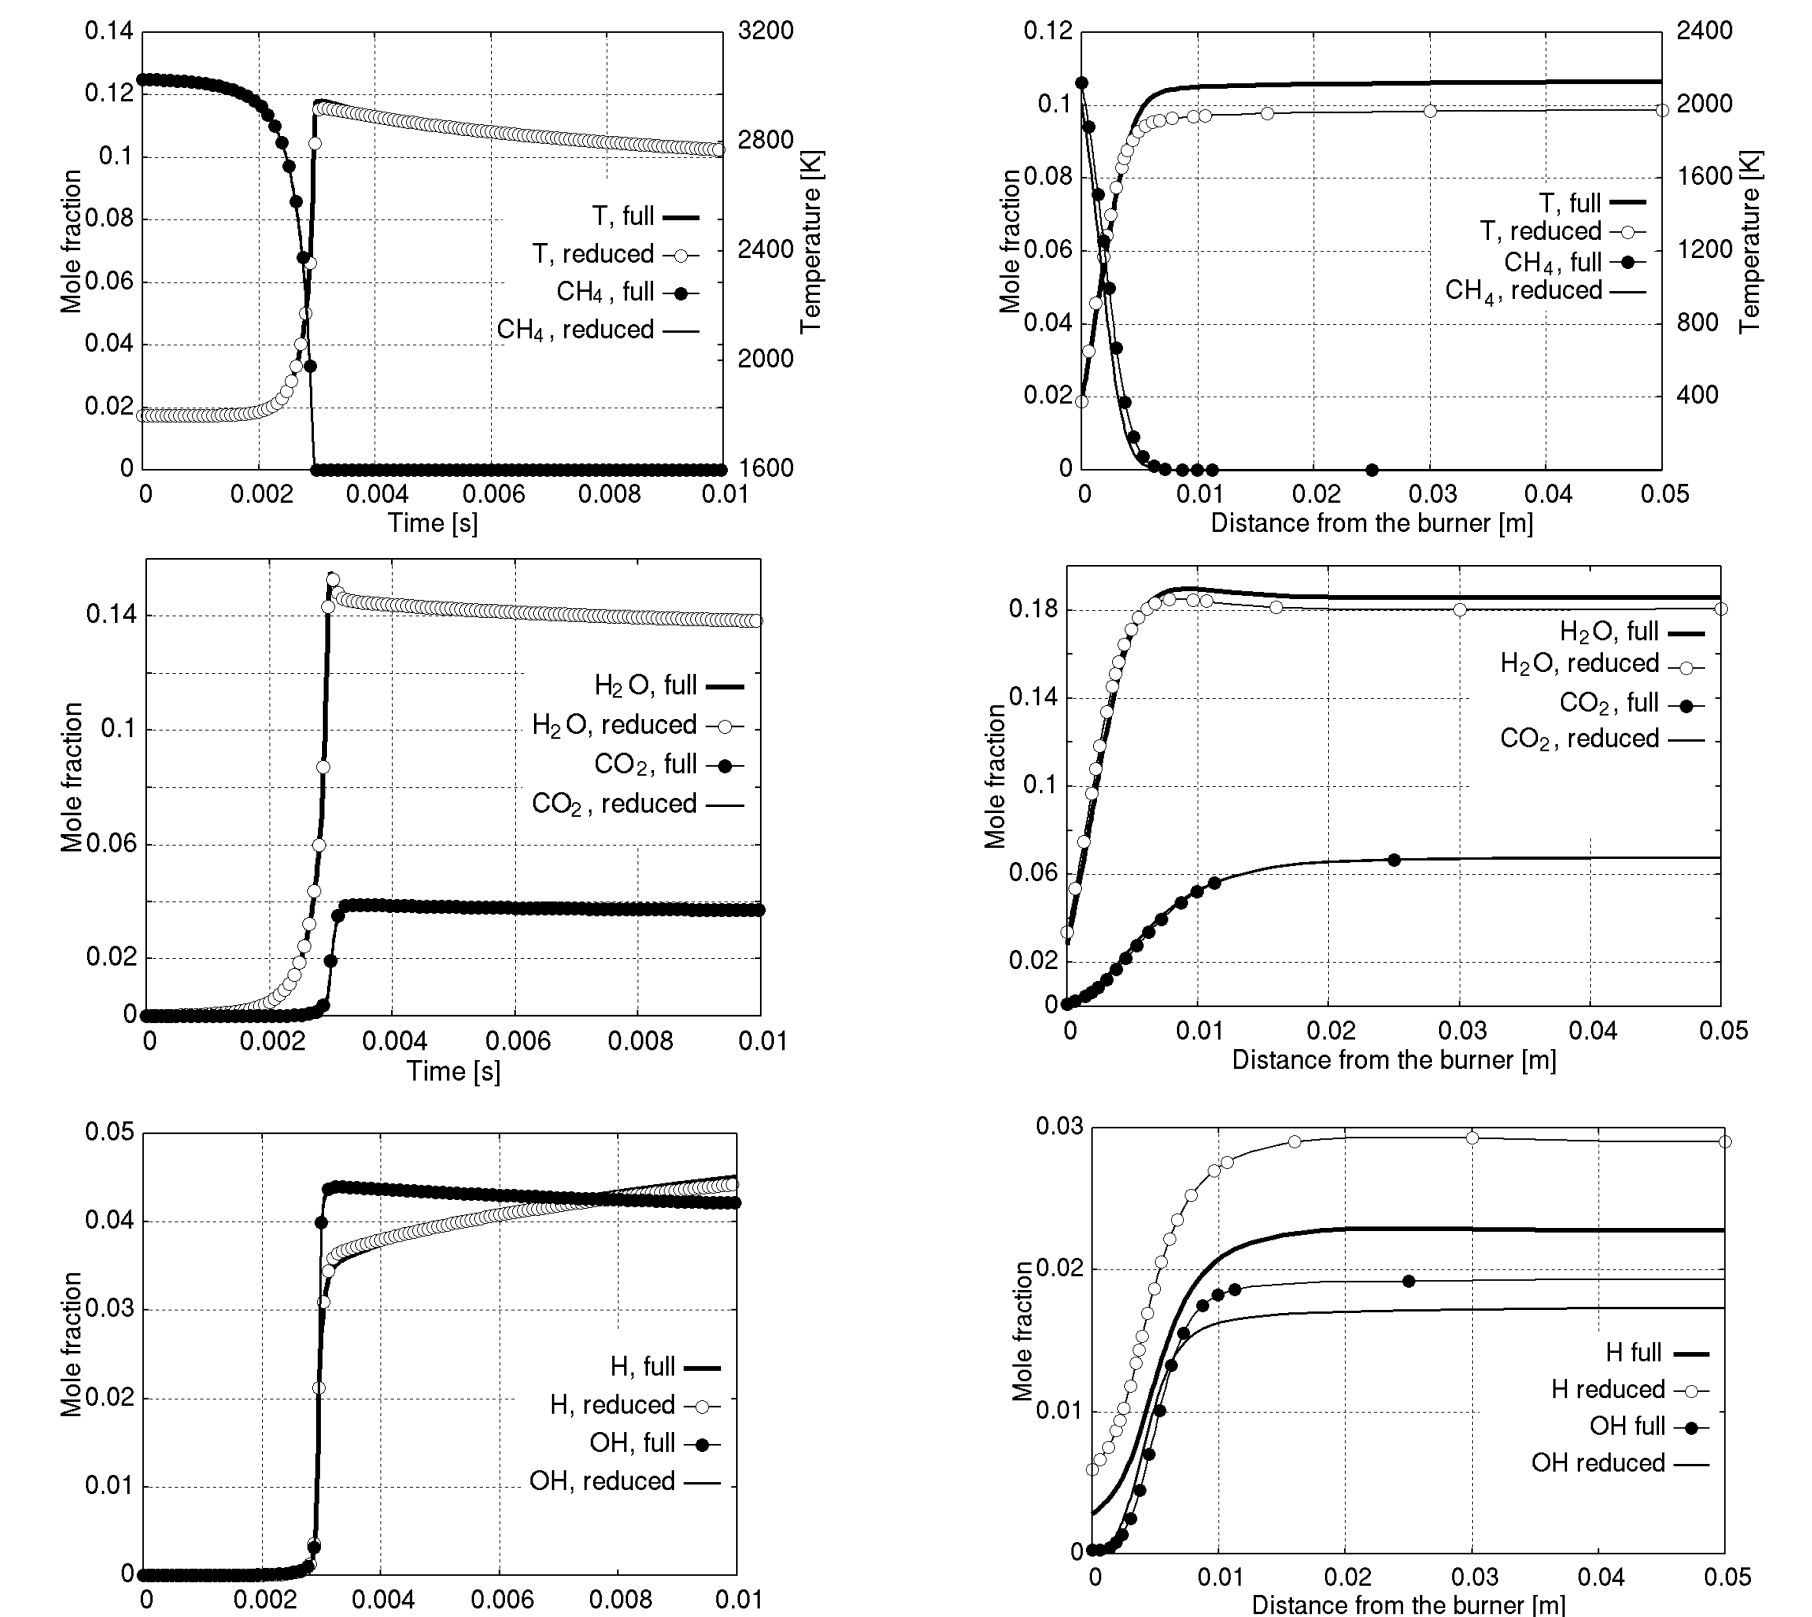 0.14
0.12
0.1
0.08
0.06
0.04
0.02
0
3200
2800
2400
2000
1600
Mole fraction
Temperature [K]
T, full
T, reduced
CH4, full
CH4, reduced
0 0.002 0.004 0.006 0.008 0.01
Time [s]
0.12
0.1
0.08
0.06
0.04
0.02
0
2400
2000
1600
1200
800
400
Mole fraction
Temperature [K]
T, full
T, reduced
CH4, full
CH4, reduced
0 0.01 0.02 0.03 0.04 0.05
Distance from the burner [m]
0.14
0.1
0.06
0.02
0
Mole fraction
H2O, full
H2O, reduced
CO2, full
CO2, reduced
0 0.002 0.004 0.006 0.008 0.01
Time [s]
0.18
0.14
0.1
0.06
0.02
0
Mole fraction
H2O, full
H2O, reduced
CO2, full
CO2, reduced
0 0.01 0.02 0.03 0.04 0.05
Distance from the burner [m]
0.05
0.04
0.03
0.02
0.01
0
Mole fraction
H, full
H, reduced
OH, full
OH, reduced
0 0.002 0.004 0.006 0.008 0.01
0.03
0.02
0.01
0
Mole fraction
H full
H reduced
OH full
OH reduced
0 0.01 0.02 0.03 0.04 0.05
Distance from the burner [m]